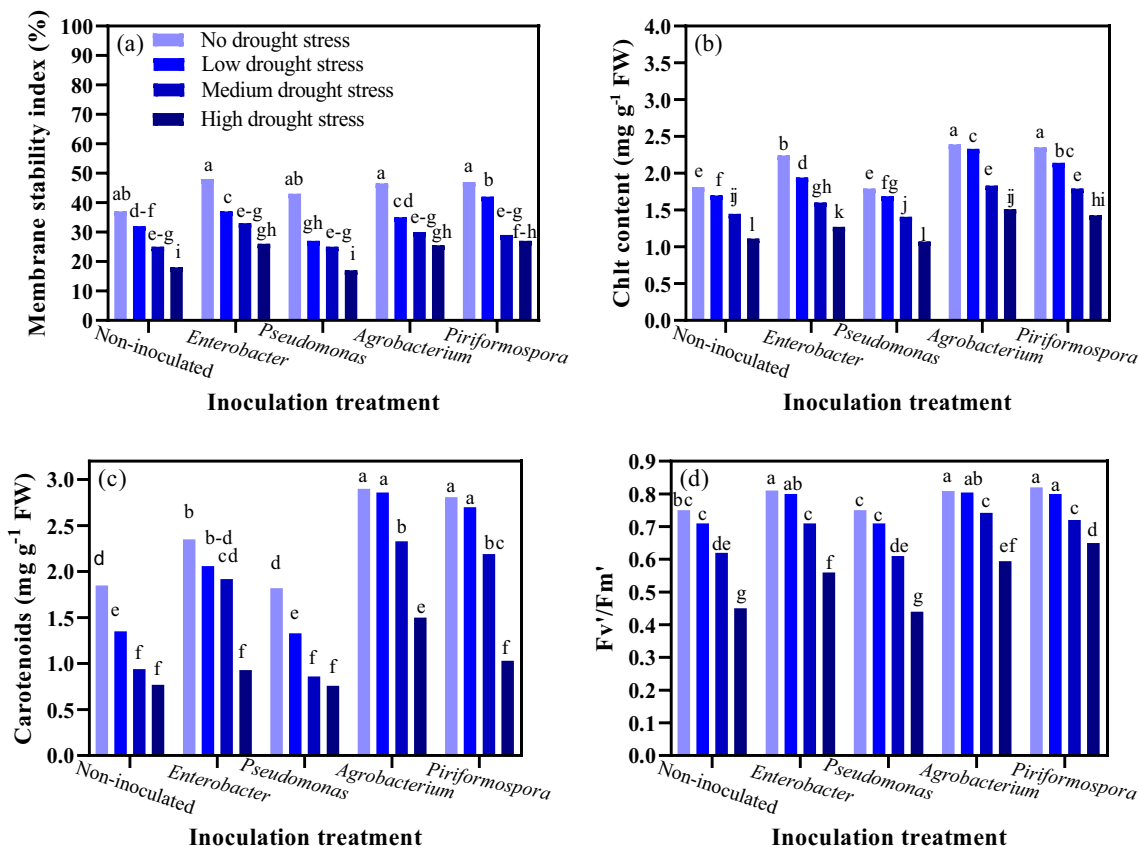 (a)
No drought stress
Low drought stress
Medium drought stress
High drought stress
Membrane stability index (%)
100
90
80
70
60
50
40
30
20
10
0
ab d-f e-g i
a c e-g gh
ab gh e-g i
a cd e-g gh
a b e-g f-h
Non-inoculated
Enterobacter
Pseudomonas
Agrobacterium
Piriformospora
Inoculation treatment
(b)
Chlt content (mg g-1 FW)
4.0
3.5
3.0
2.5
2.0
1.5
1.0
0.5
0.0
e f ij l
b d gh k
e fg j l
a c e ij
a bc e hi
Non-inoculated
Enterobacter
Pseudomonas
Agrobacterium
Piriformospora
Inoculation treatment
(c)
Carotenoids (mg g-1 FW)
3.0
2.5
2.0
1.5
1.0
0.5
0.0
d e f f
b b-d cd f
d e f f
a a b e
a a bc f
Non-inoculated
Enterobacter
Pseudomonas
Agrobacterium
Piriformospora
Inoculation treatment
(d)
Fv'/Fm'
0.9
0.8
0.7
0.6
0.5
0.4
0.3
0.2
0.1
0.0
bc c de g
a ab c f
c c de g
a ab c ef
a a c d
Non-inoculated
Enterobacter
Pseudomonas
Agrobacterium
Piriformospora
Inoculation treatment